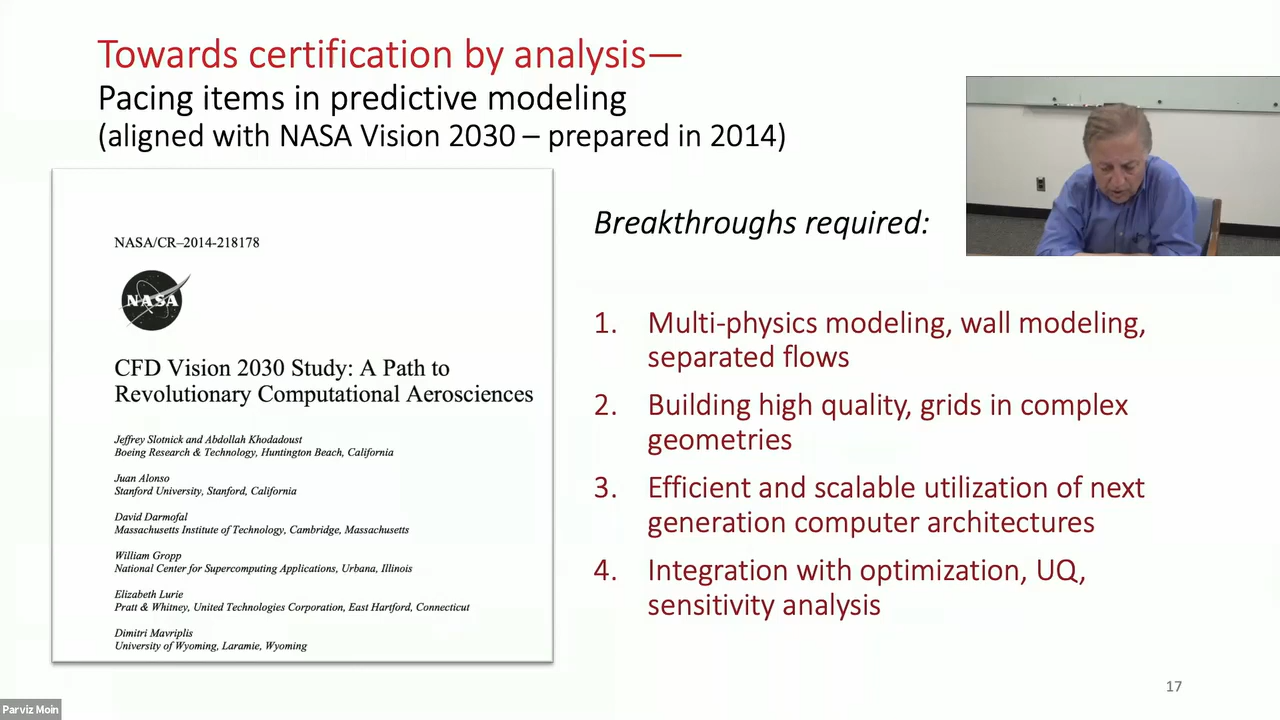 Towards certification by analysis—
Pacing items in predictive modeling
(aligned with NASA Vision 2030 – prepared in 2014)
NASA/CR–2014-218178
NASA
CFD Vision 2030 Study: A Path to
Revolutionary Computational Aerosciences
Jeffrey Slotnick and Abdollah Khodadoust
Boeing Research & Technology, Huntington Beach, California
Juan Alonso
Stanford University, Stanford, California
David Darmofal
Massachusetts Institute of Technology, Cambridge, Massachusetts
William Gropp
National Center for Supercomputing Applications, Urbana, Illinois
Elizabeth Lurie
Pratt & Whitney, United Technologies Corporation, East Hartford, Connecticut
Dimitri Mavriplis
University of Wyoming, Laramie, Wyoming
Breakthroughs required:
1. Multi-physics modeling, wall modeling,
separated flows
2. Building high quality, grids in complex
geometries
3. Efficient and scalable utilization of next
generation computer architectures
4. Integration with optimization, UQ,
sensitivity analysis
17
Parviz Moin